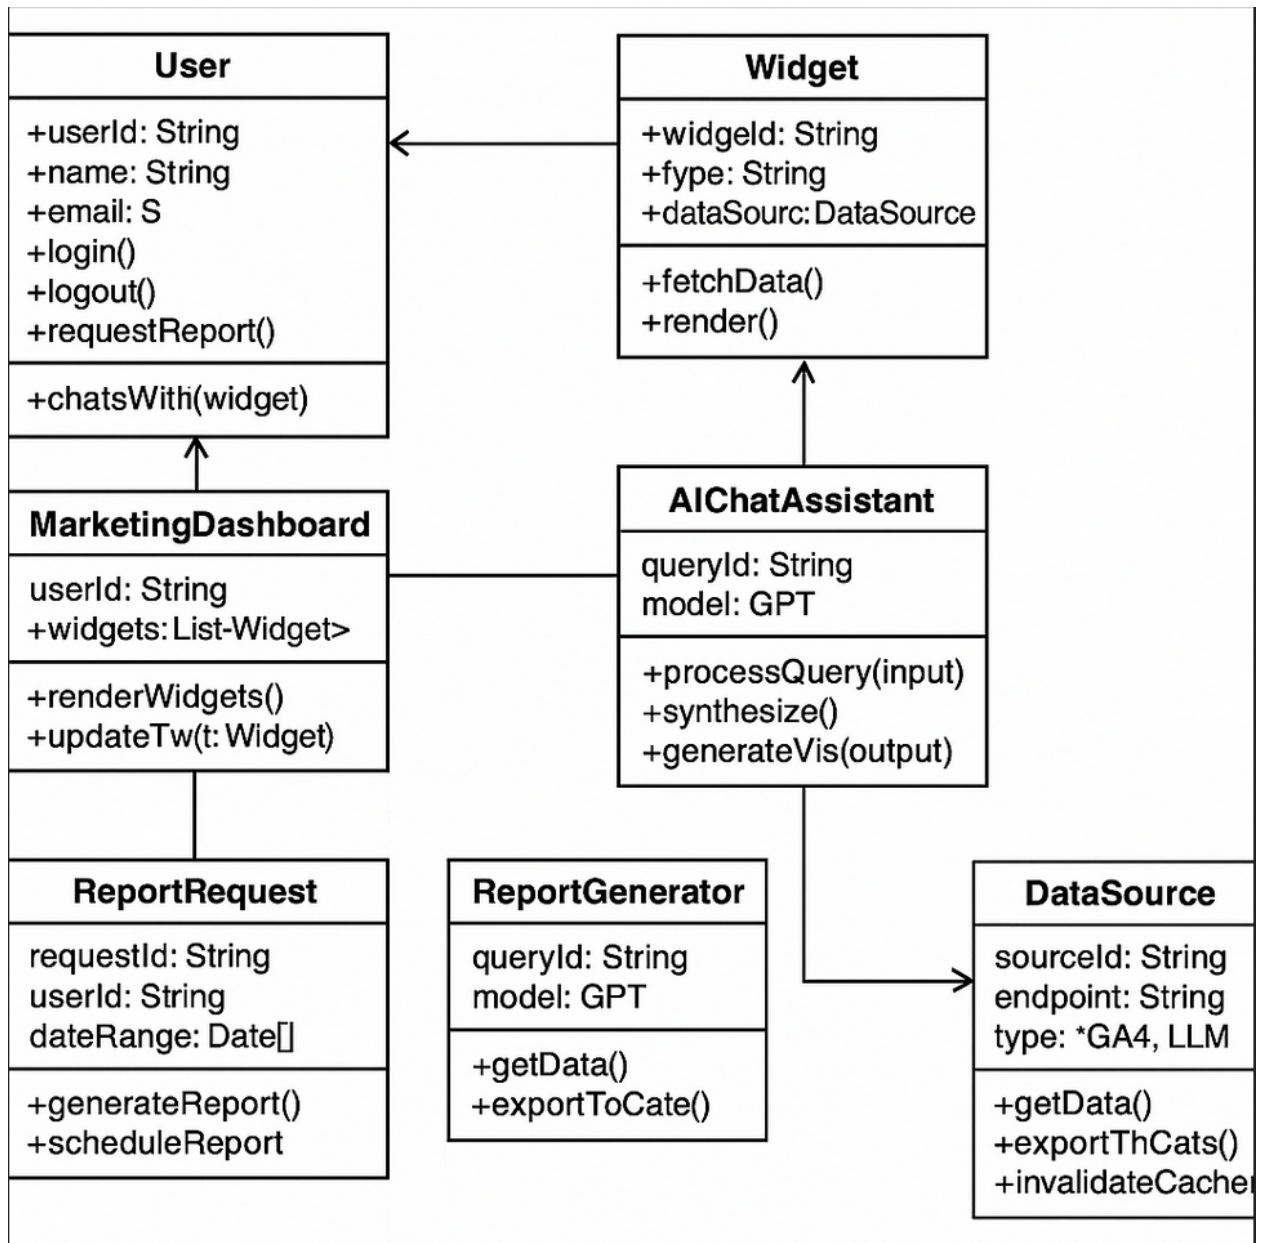 User
+userId: String
+name: String
+email: S
+login()
+logout()
+requestReport()
+chatsWith(widget)
Widget
+widgeId: String
+fype: String
+dataSourc: DataSource
+fetchData()
+render()
MarketingDashboard
userId: String
+widgets: List-Widget>
+renderWidgets()
+updateTw(t: Widget)
AIChatAssistant
queryId: String
model: GPT
+processQuery(input)
+synthesize()
+generateVis(output)
ReportRequest
requestId: String
userId: String
dateRange: Date[]
+generateReport()
+scheduleReport
ReportGenerator
queryId: String
model: GPT
+getData()
+exportToCate()
DataSource
sourceId: String
endpoint: String
type: *GA4, LLM
+getData()
+exportThCats()
+invalidateCache